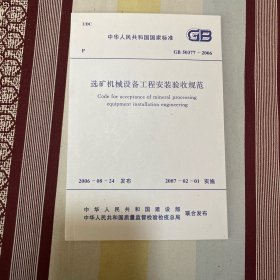 UDC
中华人民共和国国家标准
GB
P
GB 50377-2006
选矿机械设备工程安装验收规范
Code for acceptance of mineral processing
equipment installation engineering
2006-08-24 发布
2007-02-01 实施
中华人民共和国建设部
中华人民共和国国家质量监督检验检疫总局
联合发布